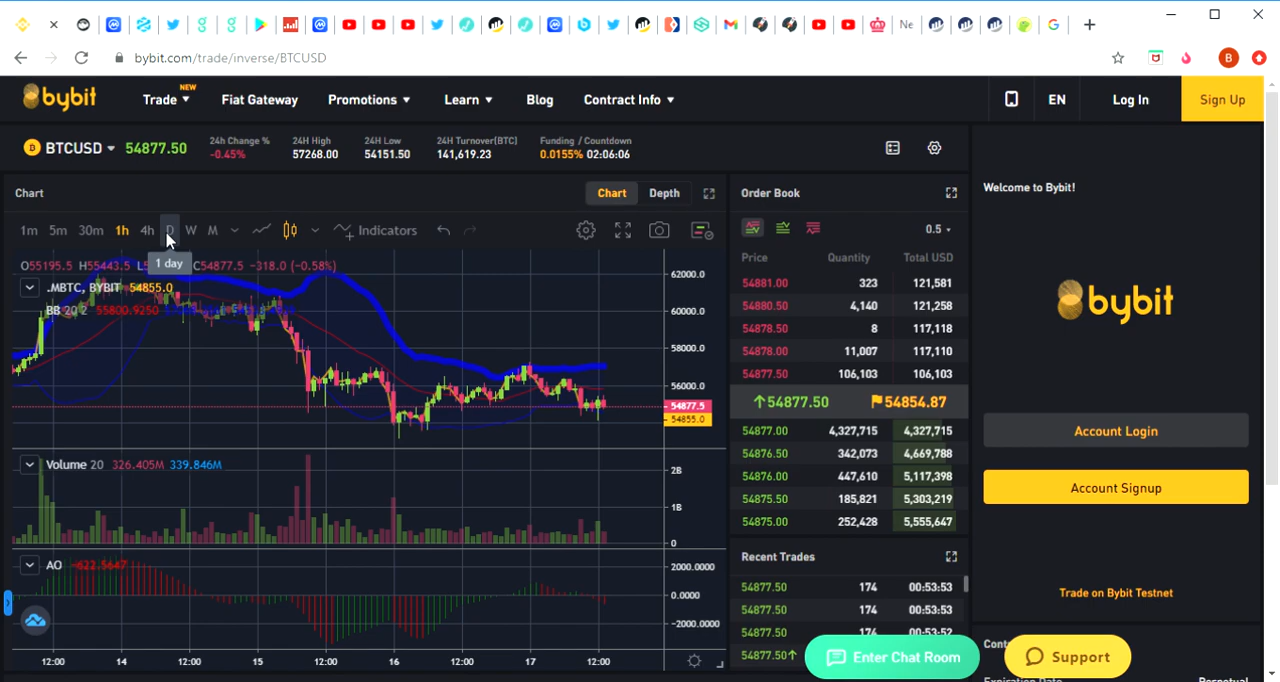 Ne
bybit.com/trade/inverse/BTCUSD
B
bybit
Trade
NEW
Fiat Gateway
Promotions
Learn
Blog
Contract Info
EN
Log In
Sign Up
BTCUSD
54877.50
24h Change %
-0.45%
24H High
57268.00
24H Low
54151.50
24H Turnover(BTC)
141,619.23
Funding / Countdown
0.0155% 02:06:06
Chart
Chart
Depth
1m 5m 30m 1h 4h D W M
Indicators
1 day
O55195.5 H55443.5 C54877.5 -318.0 (-0.58%)
.MBTC, BYBIT 54855.0
BB 20 2 55800.9250
62000.0
60000.0
58000.0
56000.0
54877.5
54855.0
Volume 20 326.405M 339.846M
2B
1B
0
AO -622.5647
2000.0000
0.0000
-2000.0000
12:00 14 12:00 15 12:00 16 12:00 17 12:00
Order Book
0.5
Price Quantity Total USD
54881.00 323 121,581
54880.50 4,140 121,258
54878.50 8 117,118
54878.00 11,007 117,110
54877.50 106,103 106,103
54877.50 54854.87
54877.00 4,327,715 4,327,715
54876.50 342,073 4,669,788
54876.00 447,610 5,117,398
54875.50 185,821 5,303,219
54875.00 252,428 5,555,647
Recent Trades
54877.50 174 00:53:53
54877.50 174 00:53:53
54877.50 174 00:53:52
54877.50
Enter Chat Room
Welcome to Bybit!
bybit
Account Login
Account Signup
Trade on Bybit Testnet
Support
Perpetual